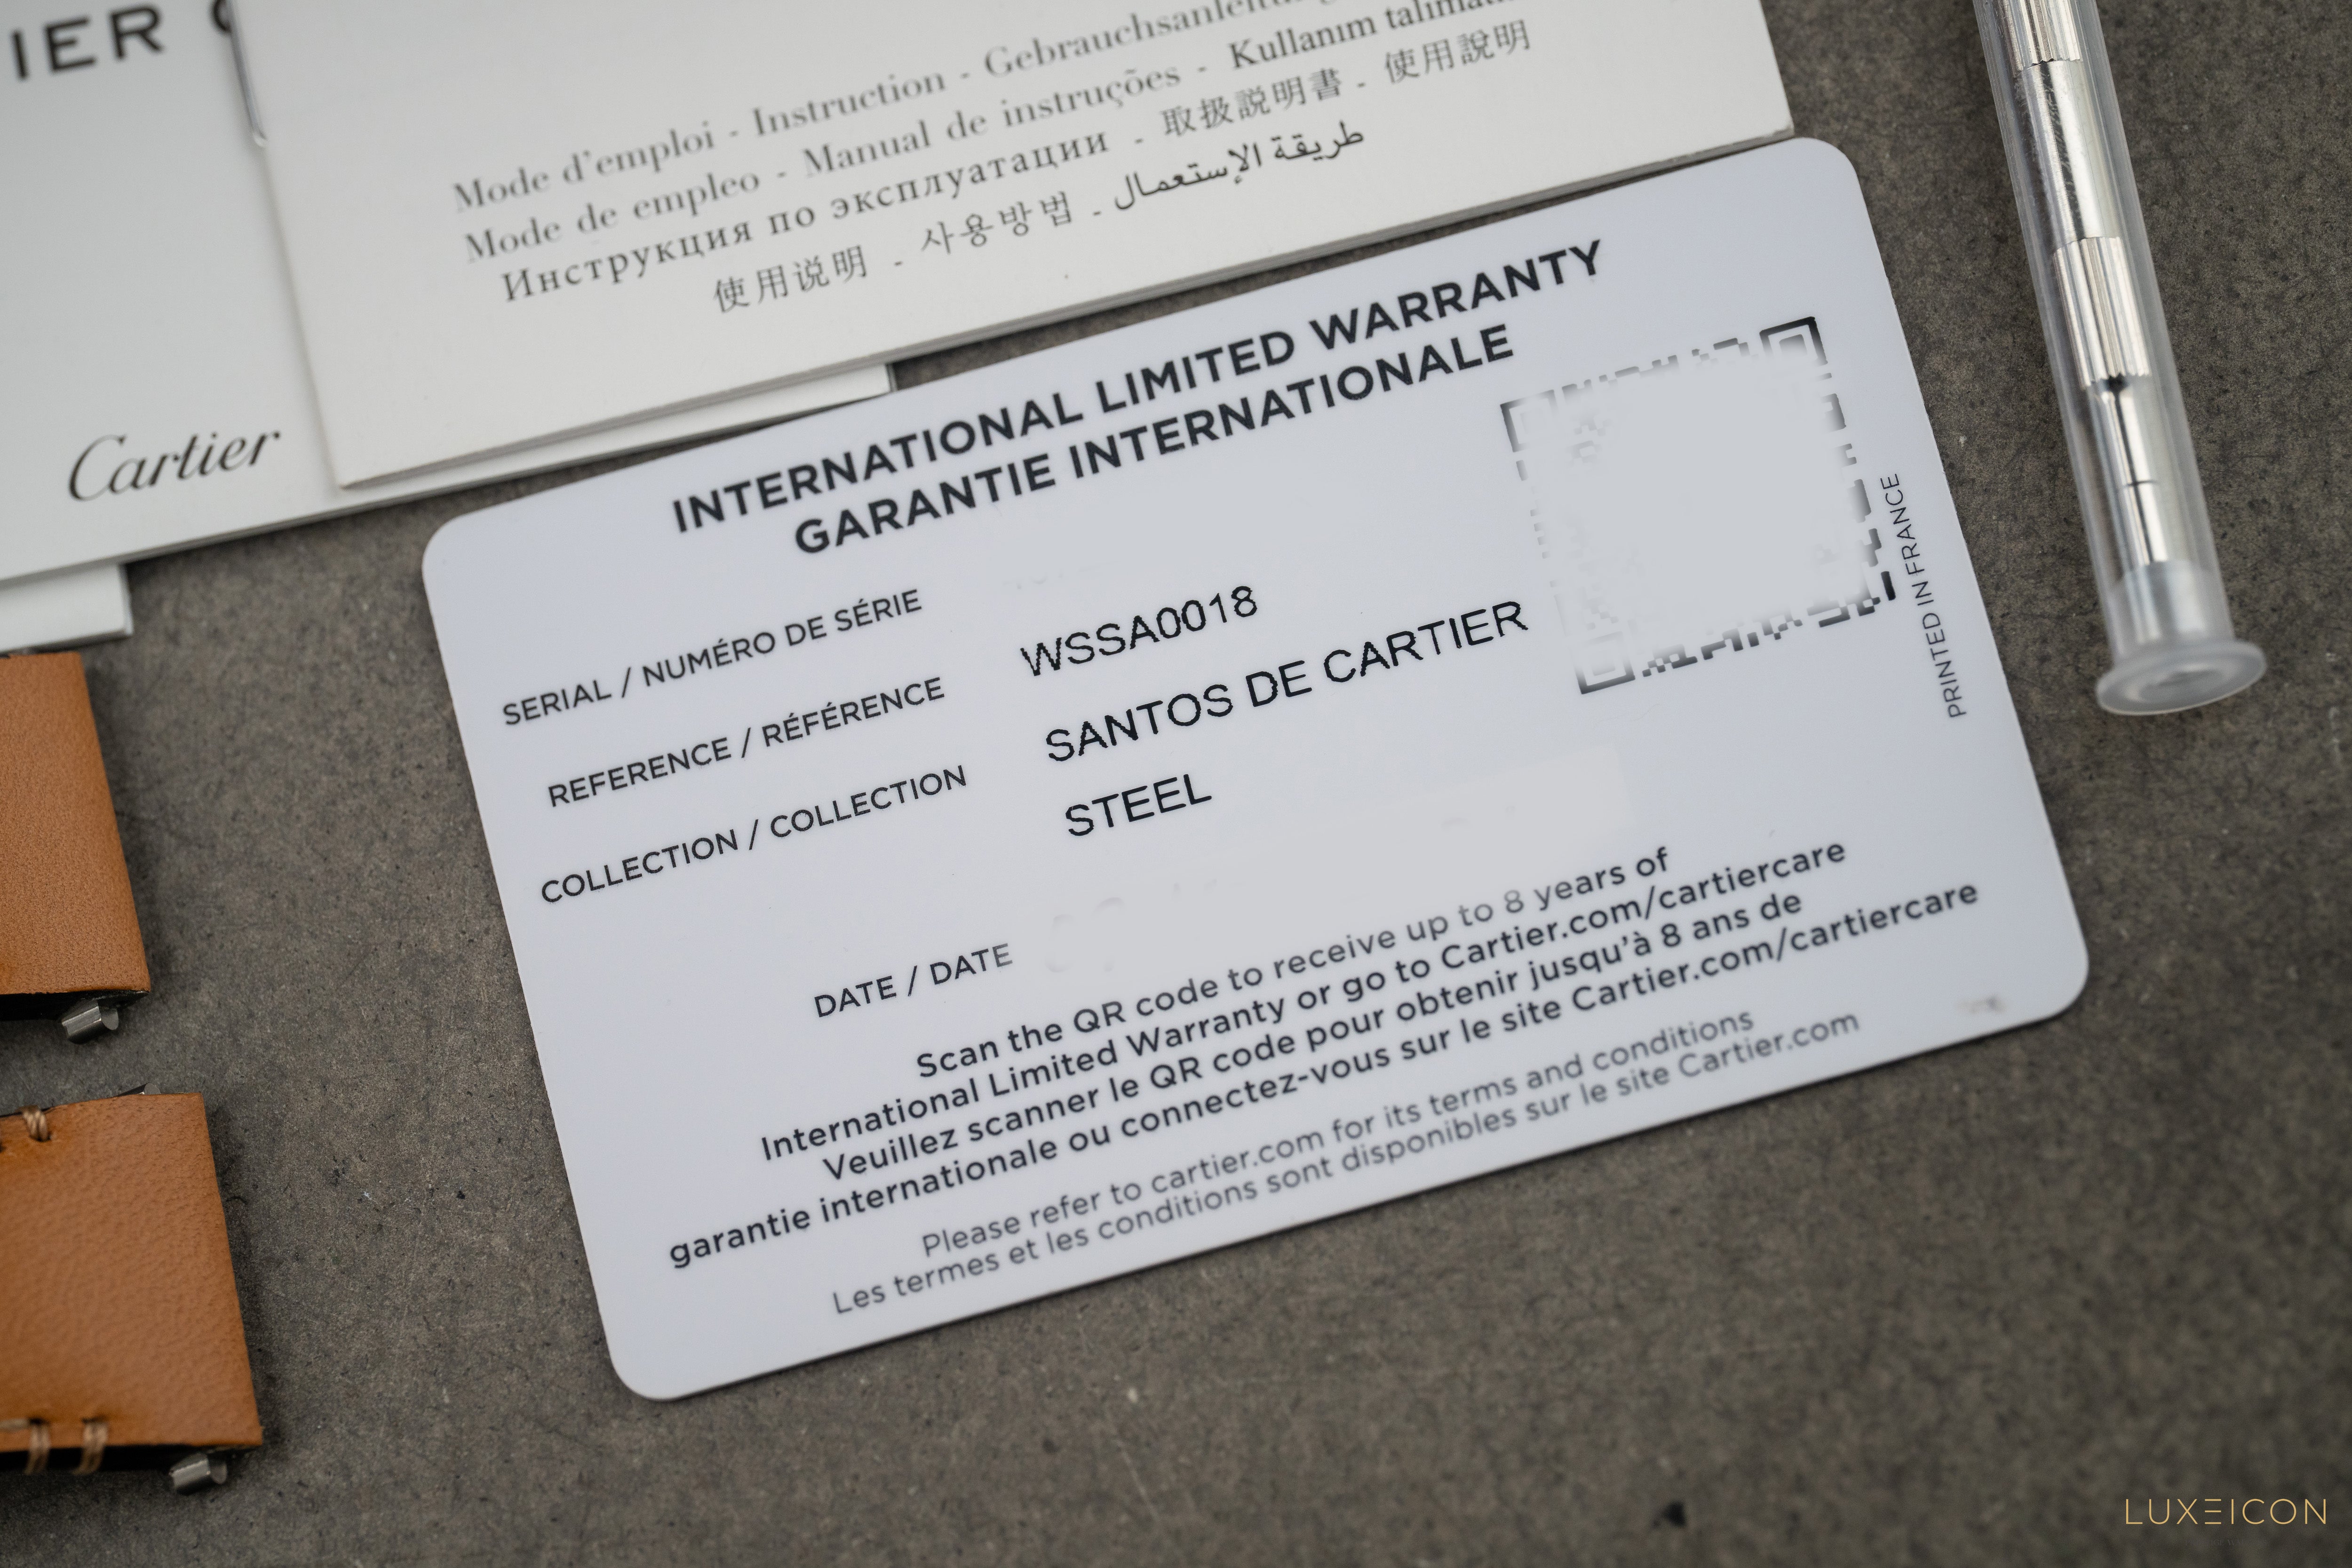 IER
Cartier
Mode d'emploi - Instruction - Gebrauchsanleitung
Mode de empleo - Manual de instruções - Kullanım
Инструкция по эксплуатации - 取扱説明書 - 使用說明
使用说明 - 사용방법 - طريقة الإستعمال
INTERNATIONAL LIMITED WARRANTY
GARANTIE INTERNATIONALE
SERIAL / NUMÉRO DE SÉRIE
REFERENCE / RÉFÉRENCE WSSA0018
COLLECTION / COLLECTION SANTOS DE CARTIER
STEEL
DATE / DATE
Scan the QR code to receive up to 8 years of
International Limited Warranty or go to Cartier.com/cartiercare
Veuillez scanner le QR code pour obtenir jusqu'à 8 ans de
garantie internationale ou connectez-vous sur le site Cartier.com/cartiercare
Please refer to cartier.com for its terms and conditions
Les termes et les conditions sont disponibles sur le site Cartier.com
PRINTED IN FRANCE
LUXEICON